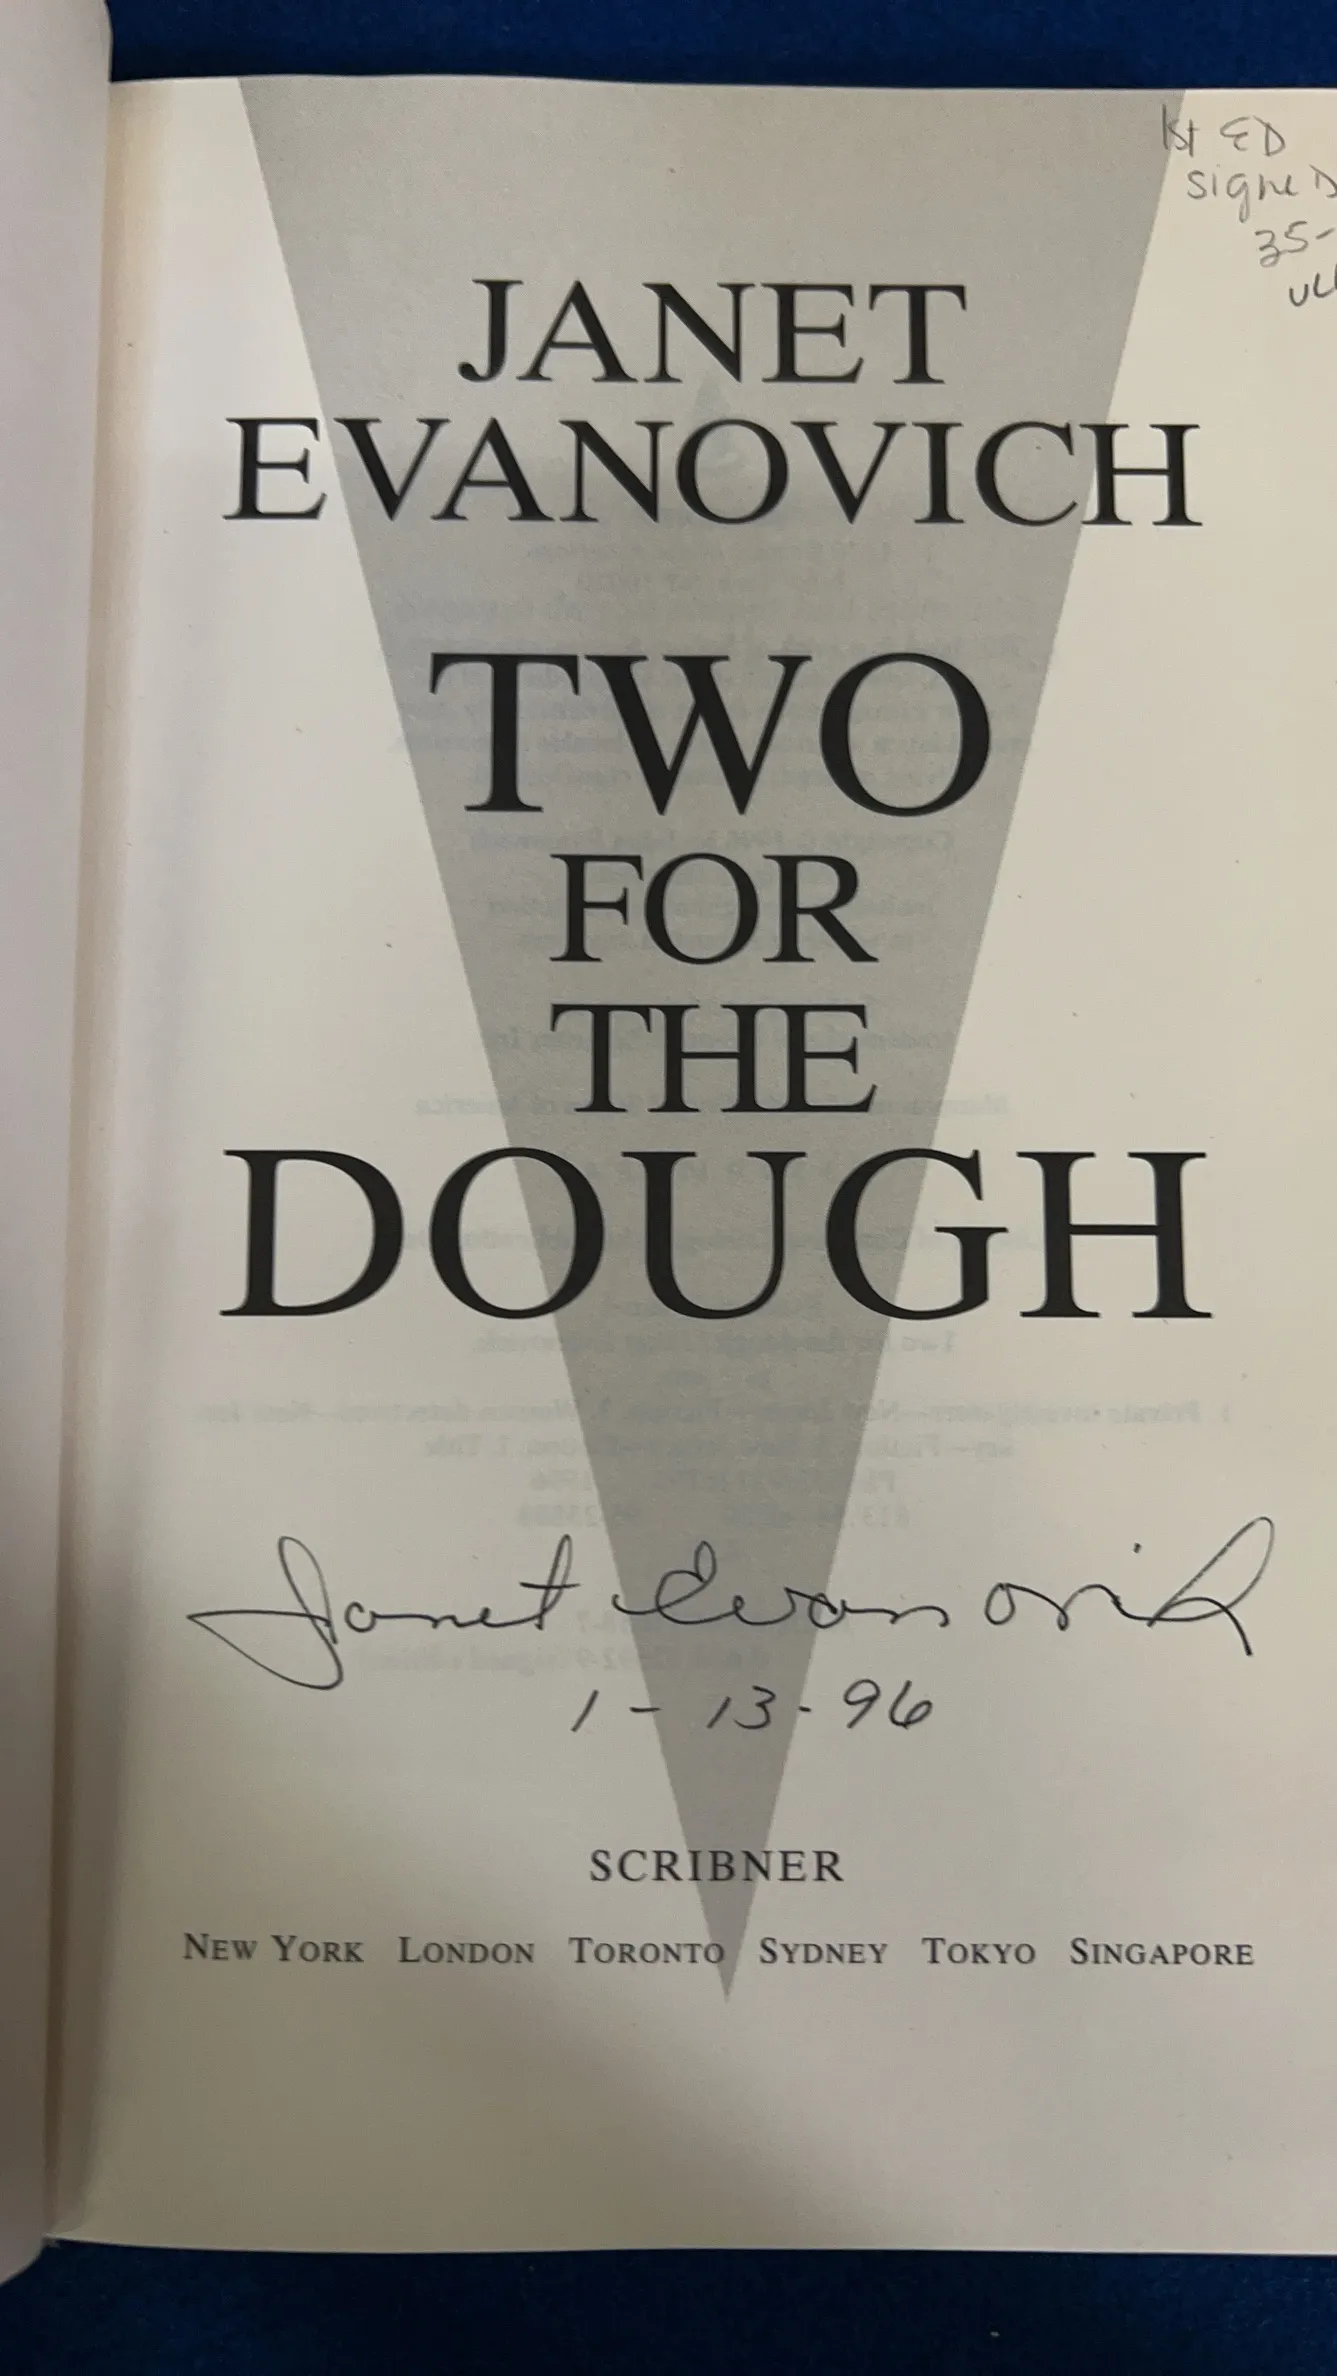 1st ED
SigneD
35-
JANET
EVANOVICH
TWO
FOR
THE
DOUGH
Janet Evanovich
1-13-96
SCRIBNER
NEW YORK LONDON TORONTO SYDNEY TOKYO SINGAPORE